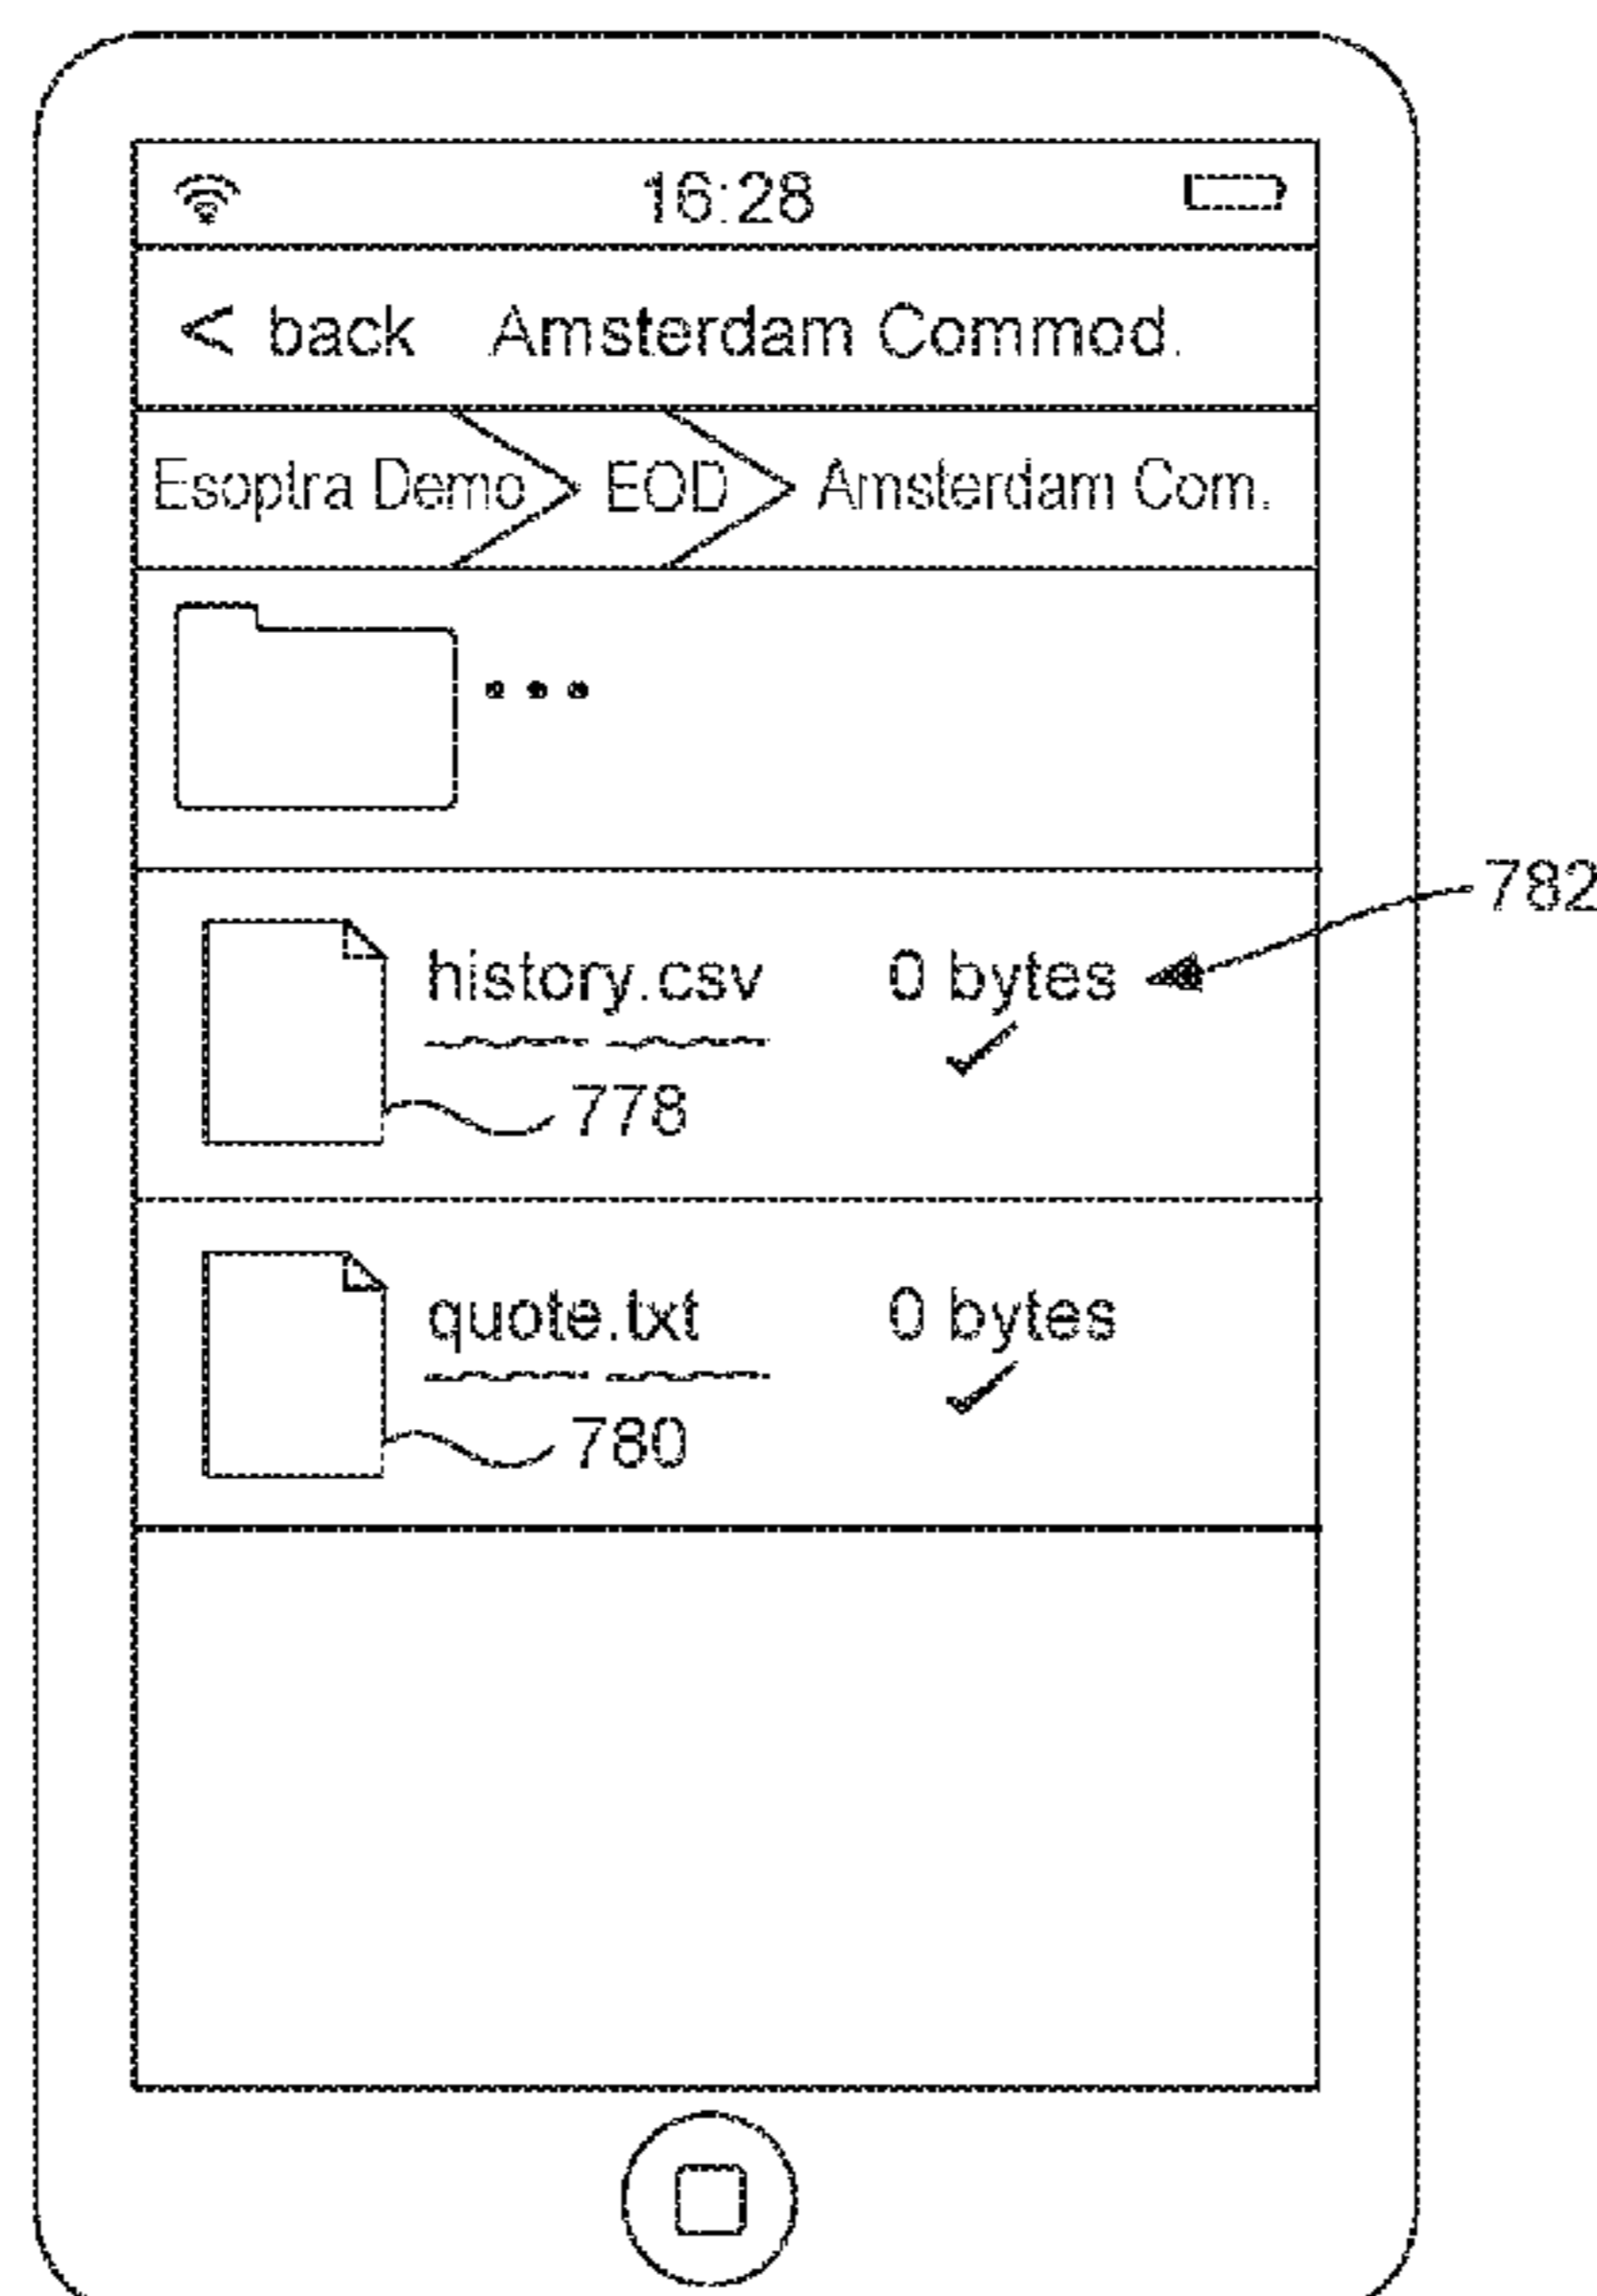 16:28
< back Amsterdam Commod.
Esoptra Demo EOD Amsterdam Com.
...
782
history.csv 0 bytes
778
quote.txt 0 bytes
780